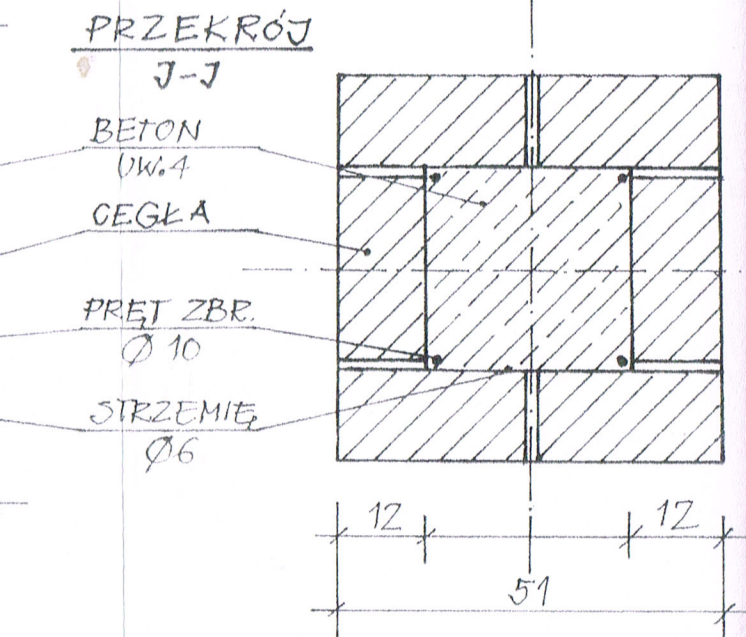 PRZEKRÓJ
J-J
BETON
UW.4
CEGŁA
PRĘT ZBR.
Ø 10
STRZEMIĘ
Ø6
12
12
51